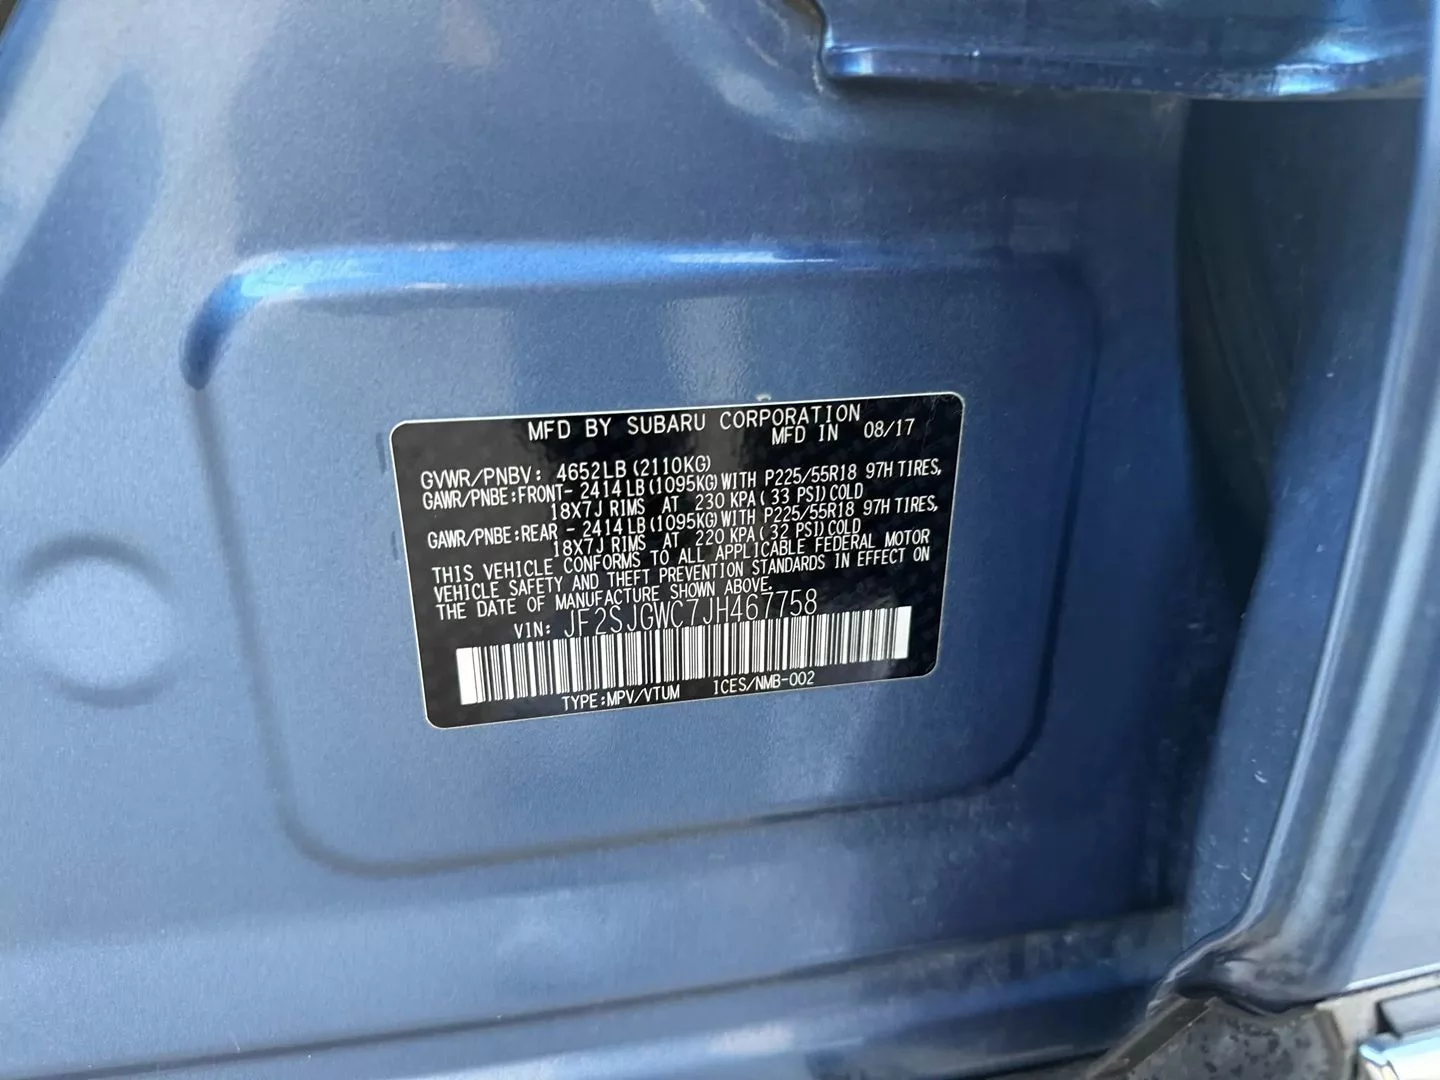 MFD BY SUBARU CORPORATION
MFD IN 08/17
GVWR/PNBV: 4652LB(2110KG)
GAWR/PNBE:FRONT- 2414LB(1095KG)WITH P225/55R18 97H TIRES,
18X7J RIMS AT 230 KPA( 33 PSI)COLD
GAWR/PNBE:REAR - 2414LB(1095KG)WITH P225/55R18 97H TIRES,
18X7J RIMS AT 220 KPA( 32 PSI)COLD
THIS VEHICLE CONFORMS TO ALL APPLICABLE FEDERAL MOTOR
VEHICLE SAFETY AND THEFT PREVENTION STANDARDS IN EFFECT ON
THE DATE OF MANUFACTURE SHOWN ABOVE.
VIN: JF2SJGWC7JH467758
TYPE:MPV/VTUM ICES/NMB-002